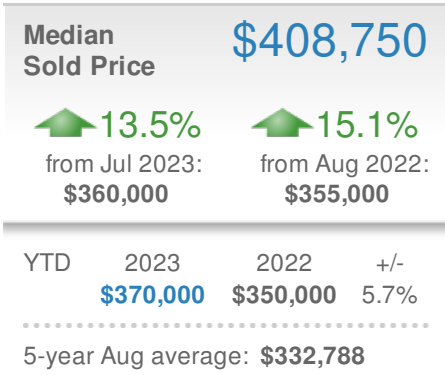 Median $408,750
Sold Price
13.5% 15.1%
from Jul 2023: from Aug 2022:
$360,000 $355,000
YTD 2023 2022 +/-
$370,000 $350,000 5.7%
5-year Aug average: $332,788